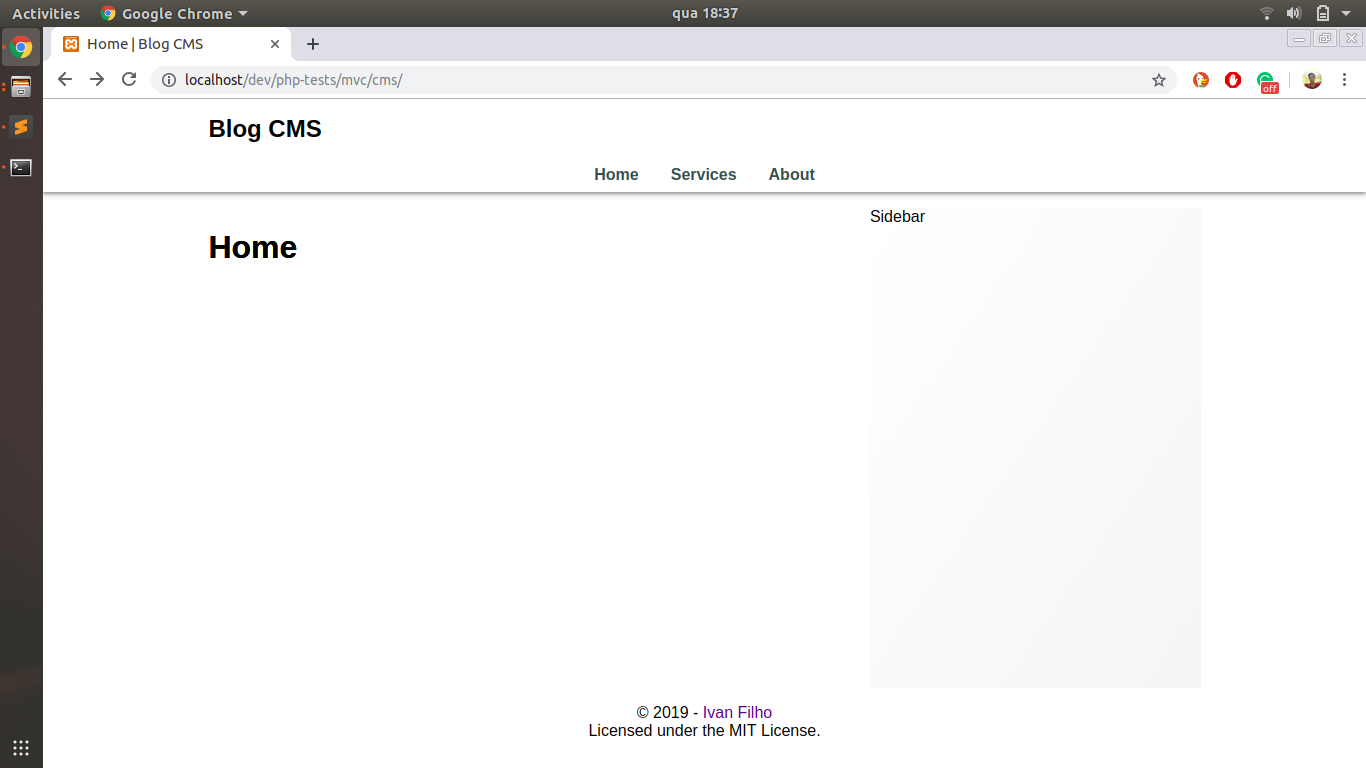 Activities Google Chrome qua 18:37
Home | Blog CMS
localhost/dev/php-tests/mvc/cms/
off
Blog CMS
Home Services About
Sidebar
Home
© 2019 - Ivan Filho
Licensed under the MIT License.